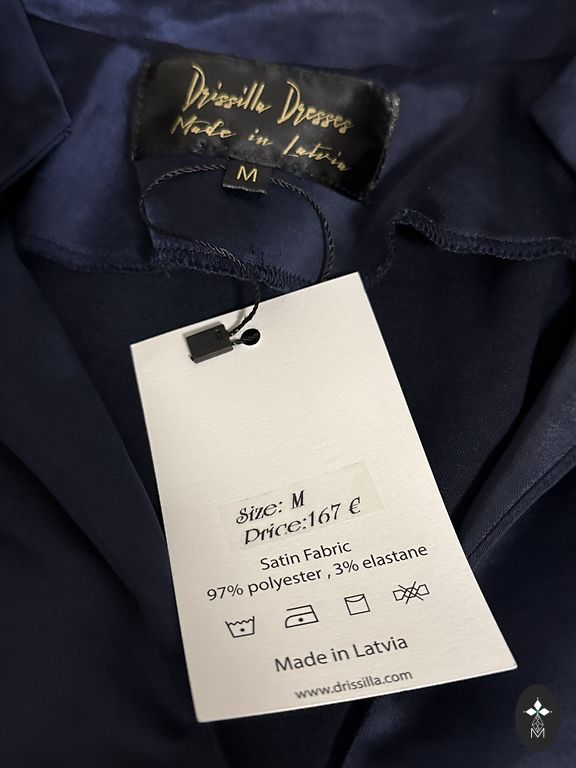 Drissilla Dresses
Made in Latvia
M
Size: M
Price:167 €
Satin Fabric
97% polyester , 3% elastane
Made in Latvia
www.drissilla.com
M